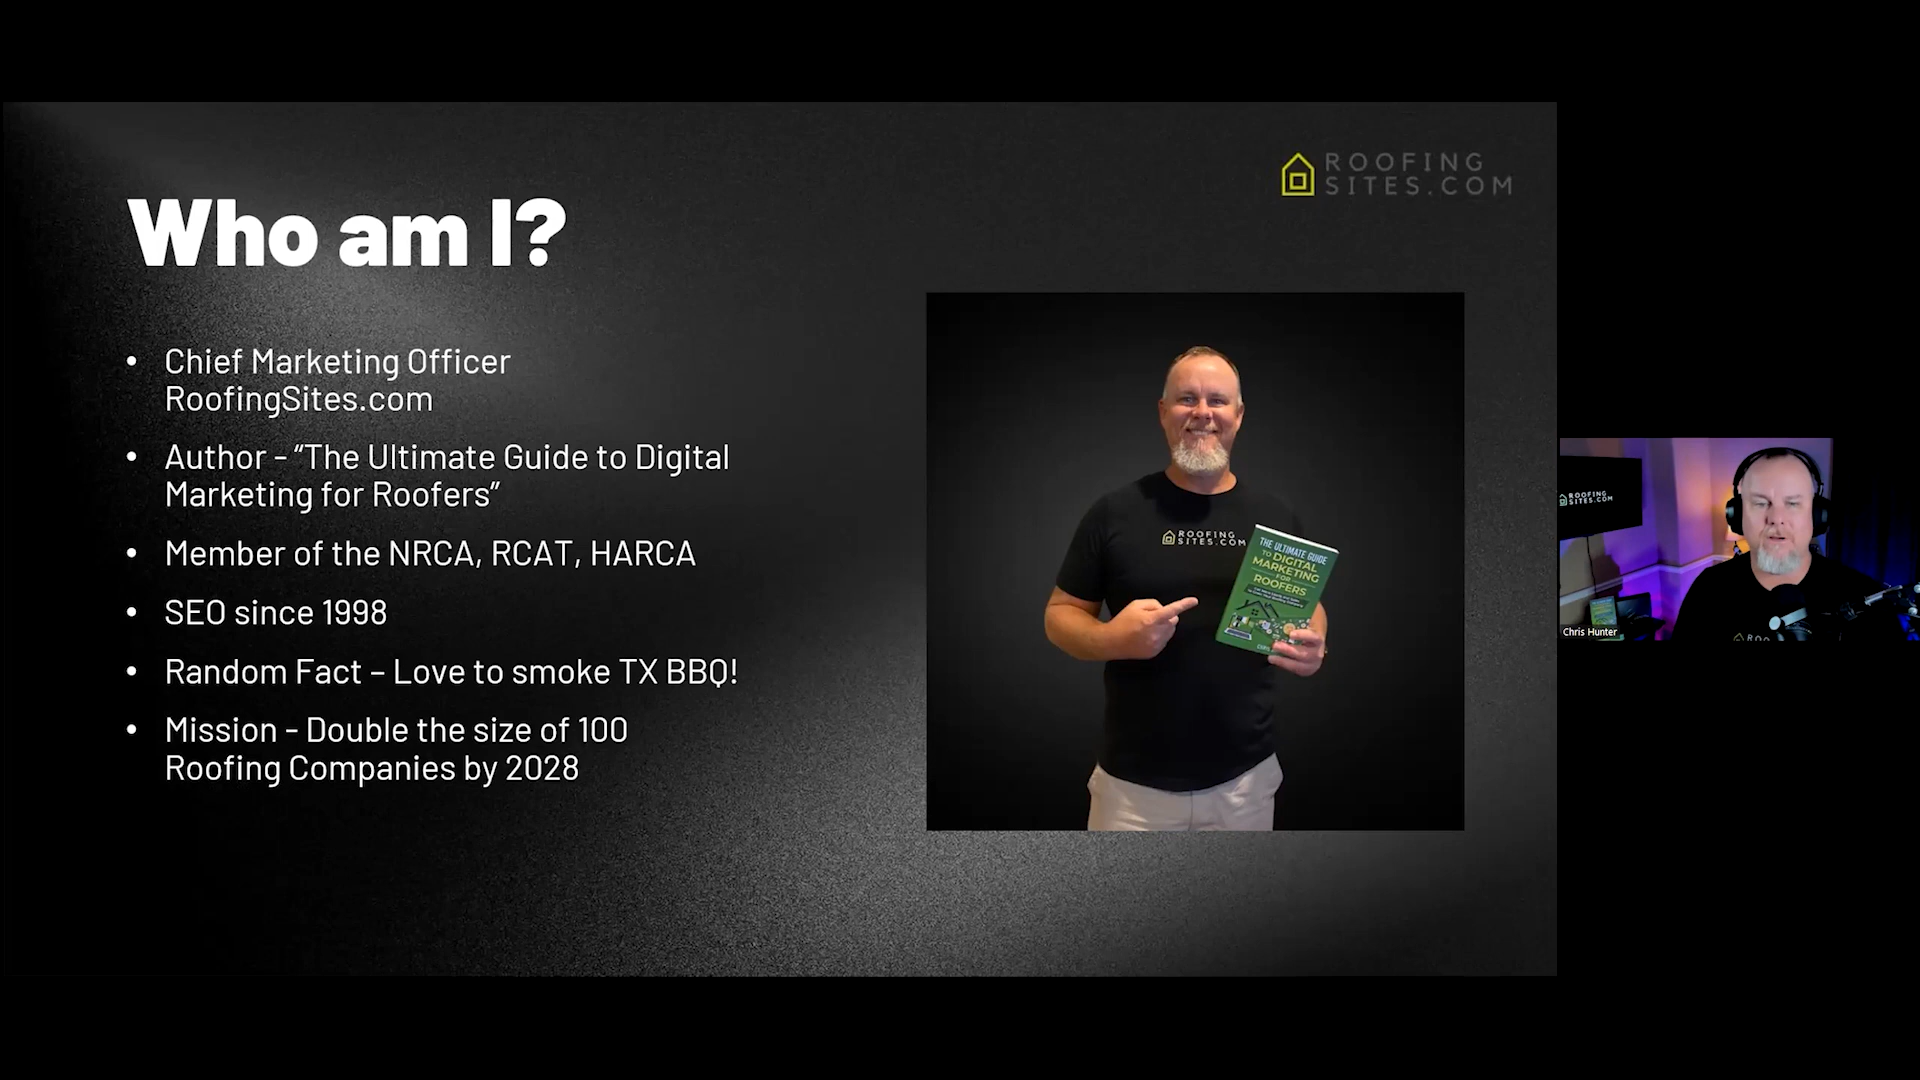 ROOFING
SITES.COM
Who am I?
• Chief Marketing Officer
RoofingSites.com
• Author - “The Ultimate Guide to Digital
Marketing for Roofers”
• Member of the NRCA, RCAT, HARCA
• SEO since 1998
• Random Fact – Love to smoke TX BBQ!
• Mission - Double the size of 100
Roofing Companies by 2028
ROOFING
SITES.COM
THE ULTIMATE GUIDE
TO DIGITAL
MARKETING
FOR
ROOFERS
ROOFING
SITES.COM
Chris Hunter